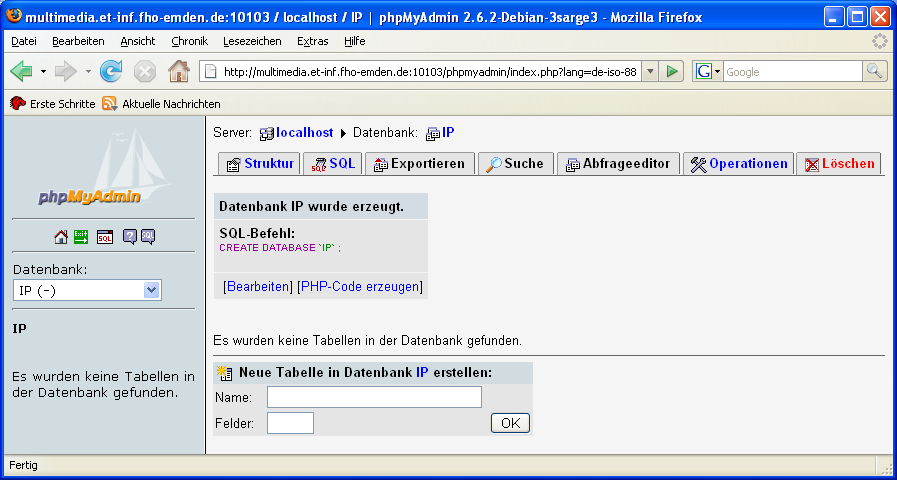 multimedia.et-inf.fho-emden.de:10103 / localhost / IP | phpMyAdmin 2.6.2-Debian-3sarge3 - Mozilla Firefox
Datei Bearbeiten Ansicht Chronik Lesezeichen Extras Hilfe
http://multimedia.et-inf.fho-emden.de:10103/phpmyadmin/index.php?lang=de-iso-88
G Google
Erste Schritte Aktuelle Nachrichten
phpMyAdmin
Exit SQL ? SQL
Datenbank:
IP (-)
IP
Es wurden keine Tabellen in
der Datenbank gefunden.
Server: localhost Datenbank: IP
Struktur SQL Exportieren Suche Abfrageeditor Operationen Löschen
Datenbank IP wurde erzeugt.
SQL-Befehl:
CREATE DATABASE `IP` ;
[Bearbeiten] [PHP-Code erzeugen]
Es wurden keine Tabellen in der Datenbank gefunden.
Neue Tabelle in Datenbank IP erstellen:
Name:
Felder:
OK
Fertig